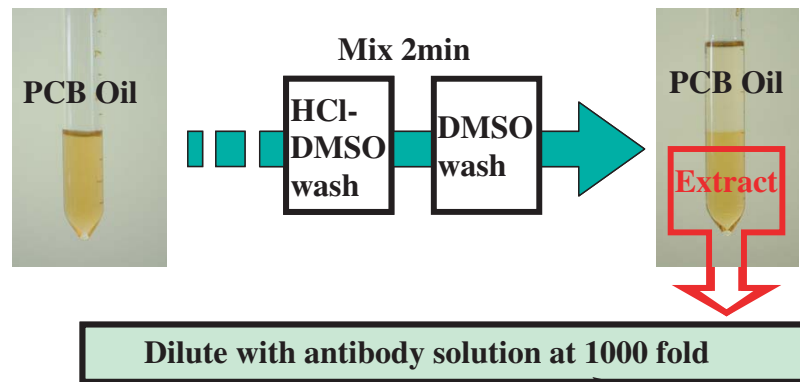 Mix 2min
PCB Oil
HCl-
DMSO
wash
DMSO
wash
PCB Oil
Extract
Dilute with antibody solution at 1000 fold